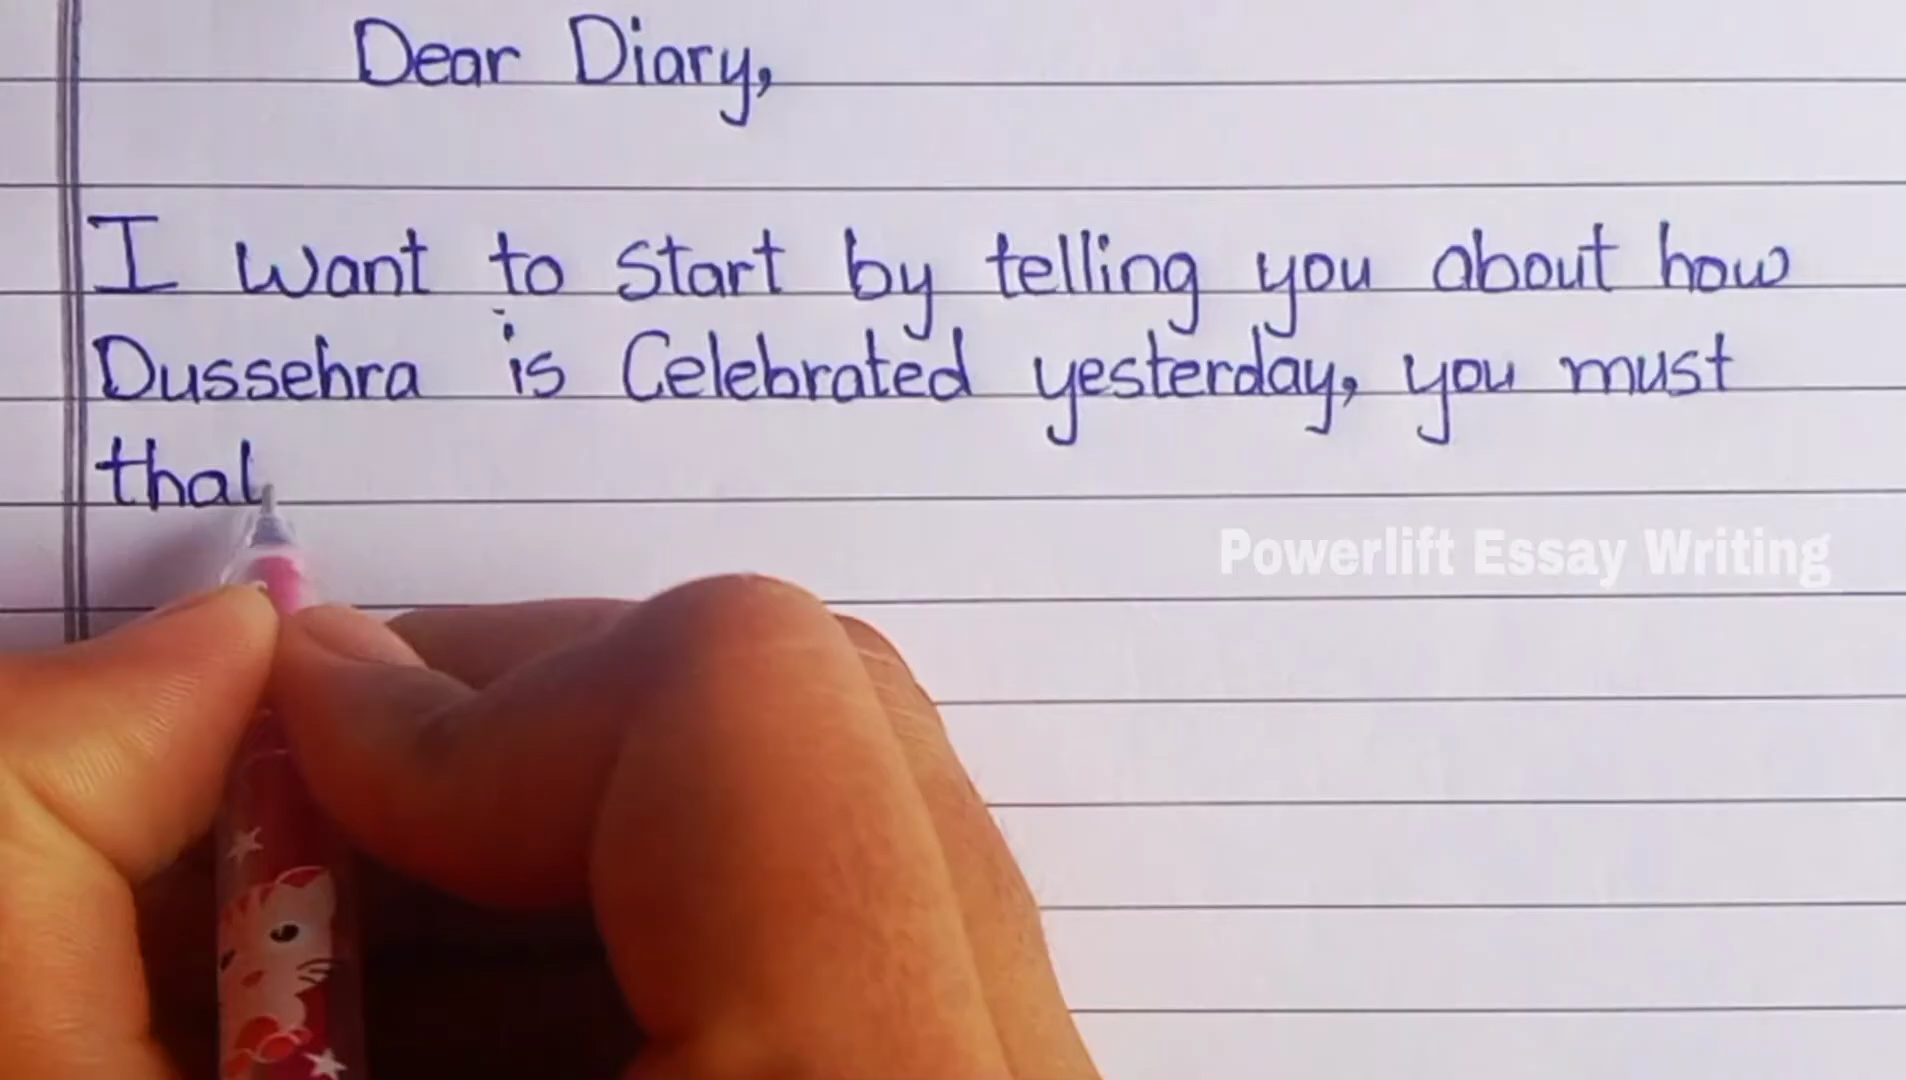 Dear Diary,
I want to start by telling you about how
Dussehra is Celebrated yesterday, you must
Powerlift Essay Writing